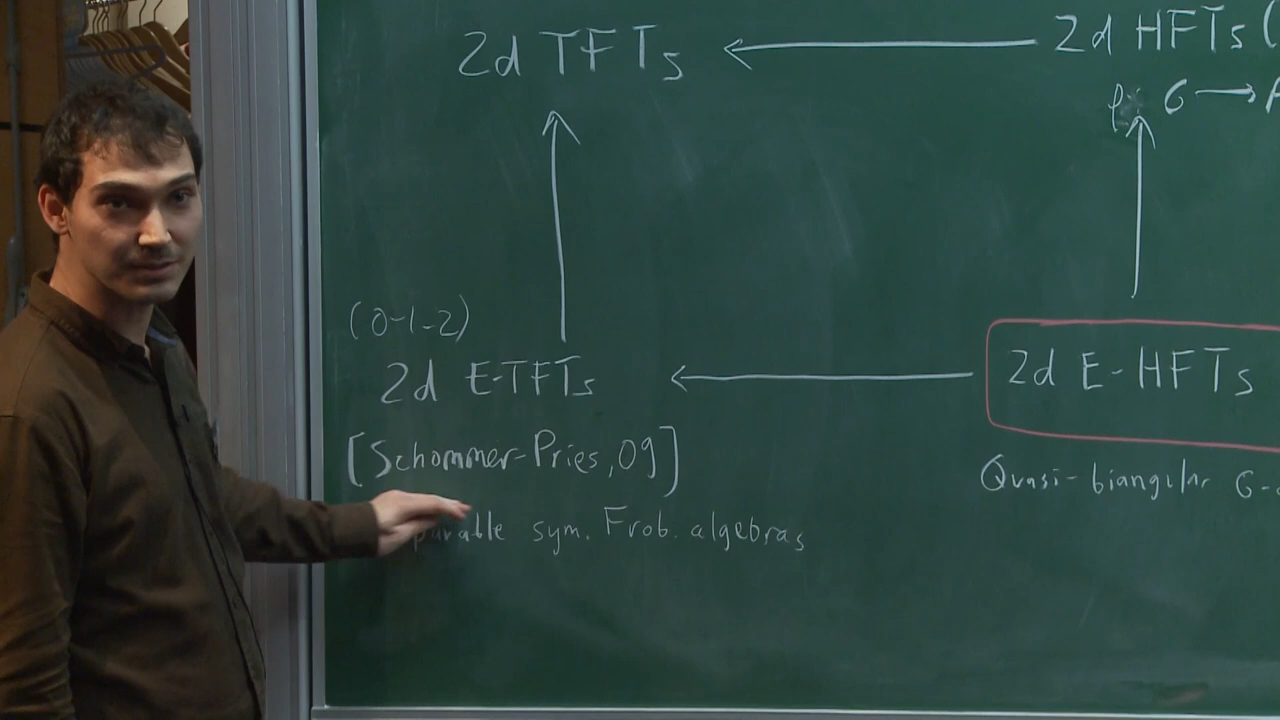 2d TFTs
2d HFTs (
G
(0-1-2)
2d E-TFTs
2d E-HFTs
[Schommer-Pries, 09]
Quasi-biangular G-
sym. Frob. algebras